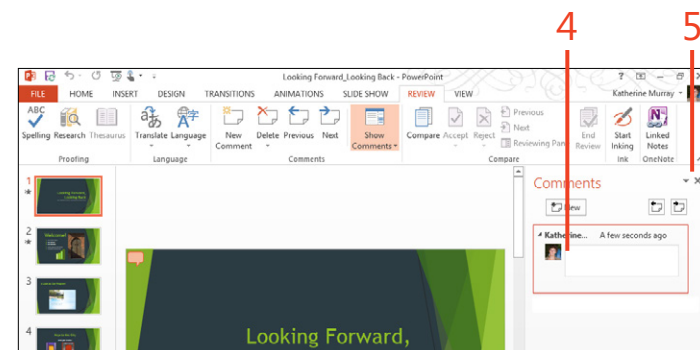 4 5
Looking Forward_Looking Back - PowerPoint
FILE HOME INSERT DESIGN TRANSITIONS ANIMATIONS SLIDE SHOW REVIEW VIEW Katherine Murray
ABC
Spelling Research Thesaurus Translate Language New Comment Delete Previous Next Show Comments Compare Accept Reject Previous Next Reviewing Pan End Review Start Inking Linked Notes
Proofing Language Comments Compare Ink OneNote
Comments
New
Katherine... A few seconds ago
1
2
Welcome!
3
4
Looking Forward,